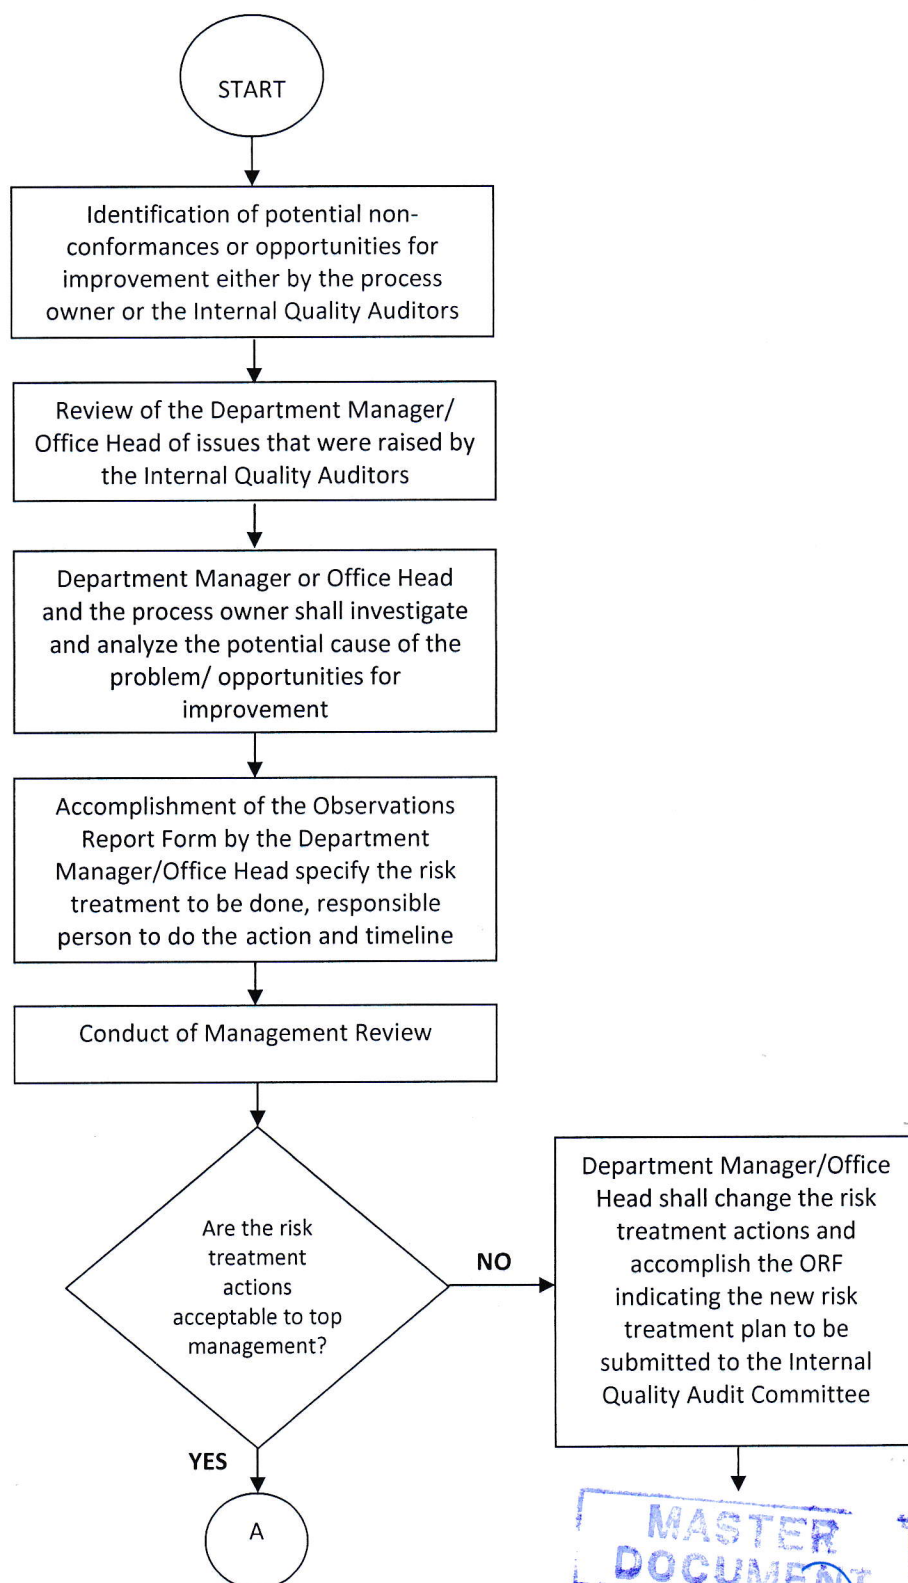 START
Identification of potential non-
conformances or opportunities for
improvement either by the process
owner or the Internal Quality Auditors
Review of the Department Manager/
Office Head of issues that were raised by
the Internal Quality Auditors
Department Manager or Office Head
and the process owner shall investigate
and analyze the potential cause of the
problem/ opportunities for
improvement
Accomplishment of the Observations
Report Form by the Department
Manager/Office Head specify the risk
treatment to be done, responsible
person to do the action and timeline
Conduct of Management Review
Are the risk
treatment
actions
acceptable to top
management?
NO
Department Manager/Office
Head shall change the risk
treatment actions and
accomplish the ORF
indicating the new risk
treatment plan to be
submitted to the Internal
Quality Audit Committee
YES
A
MASTER
DOCUMENT